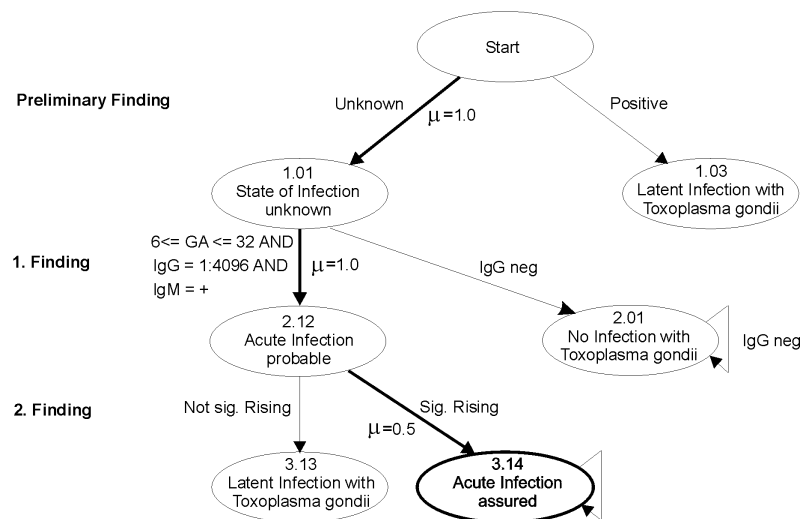 Start
Preliminary Finding
Unknown
μ=1.0
Positive
1.01
State of Infection
unknown
1.03
Latent Infection with
Toxoplasma gondii
1. Finding
6<= GA <= 32 AND
IgG = 1:4096 AND
IgM = +
μ=1.0
IgG neg
2.12
Acute Infection
probable
2.01
No Infection with
Toxoplasma gondii
IgG neg
2. Finding
Not sig. Rising
Sig. Rising
μ=0.5
3.13
Latent Infection with
Toxoplasma gondii
3.14
Acute Infection
assured